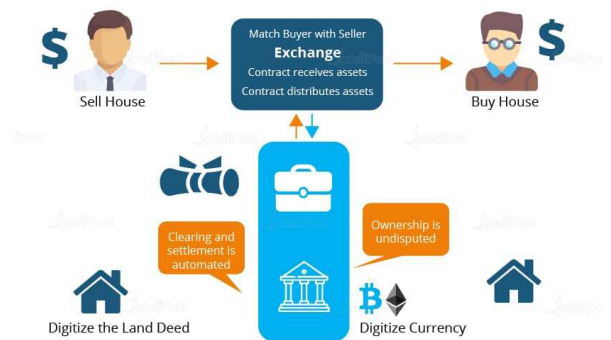 Match Buyer with Seller
Exchange
Contract receives assets
Contract distributes assets
$
$
Sell House
Buy House
Clearing and
settlement is
automated
Ownership is
undisputed
Digitize the Land Deed
Digitize Currency